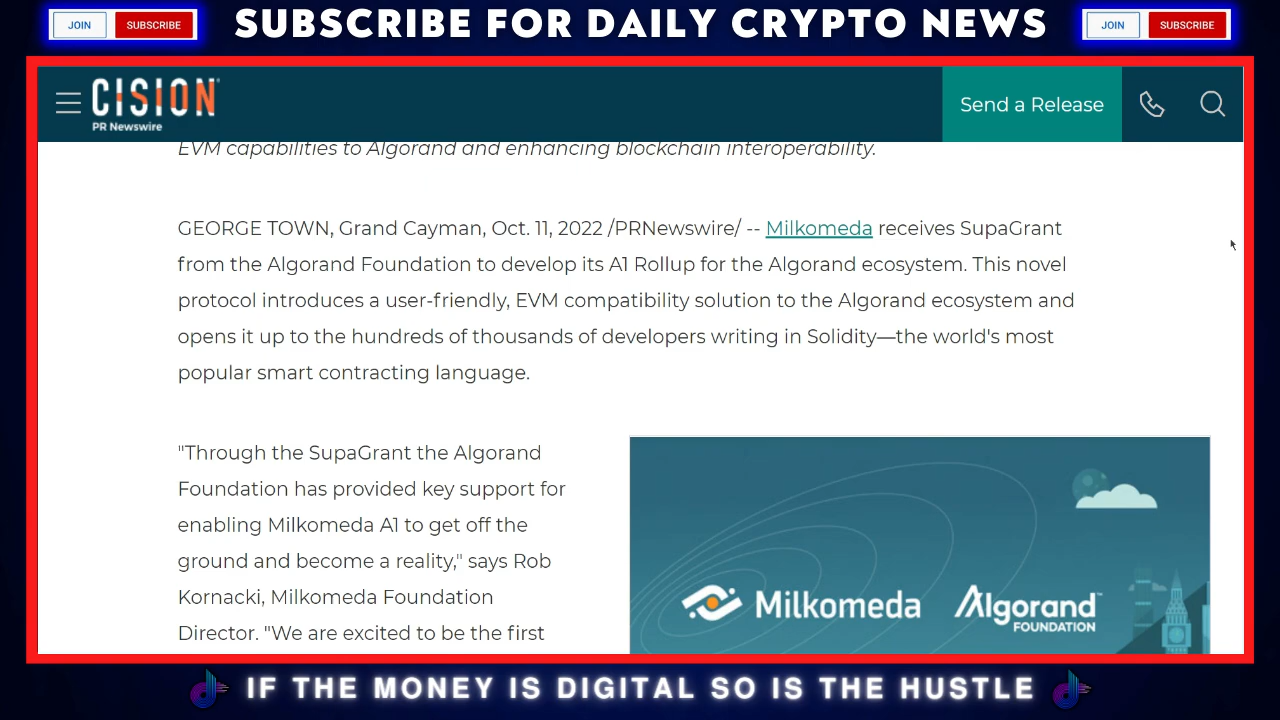 JOIN SUBSCRIBE SUBSCRIBE FOR DAILY CRYPTO NEWS JOIN SUBSCRIBE
CISION
PR Newswire
Send a Release
EVM capabilities to Algorand and enhancing blockchain interoperability.
GEORGE TOWN, Grand Cayman, Oct. 11, 2022 /PRNewswire/ -- Milkomeda receives SupaGrant
from the Algorand Foundation to develop its A1 Rollup for the Algorand ecosystem. This novel
protocol introduces a user-friendly, EVM compatibility solution to the Algorand ecosystem and
opens it up to the hundreds of thousands of developers writing in Solidity—the world's most
popular smart contracting language.
"Through the SupaGrant the Algorand
Foundation has provided key support for
enabling Milkomeda A1 to get off the
ground and become a reality," says Rob
Kornacki, Milkomeda Foundation
Director. "We are excited to be the first
Milkomeda
Algorand™
FOUNDATION
IF THE MONEY IS DIGITAL SO IS THE HUSTLE